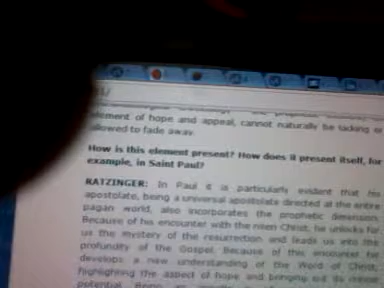 element of hope and appeal, cannot naturally be lacking or
allowed to fade away.
How is this element present? How does it present itself, for
example, in Saint Paul?
RATZINGER: In Paul it is particularly evident that his
apostolate, being a universal apostolate directed at the entire
pagan world, also incorporates the prophetic dimension.
Because of his encounter with the risen Christ, he unlocks for
us the mystery of the resurrection and leads us into the
profundity of the Gospel. Because of this encounter he
develops a new understanding of the Word of Christ,
highlighting the aspect of hope and bringing out its
potential. Being